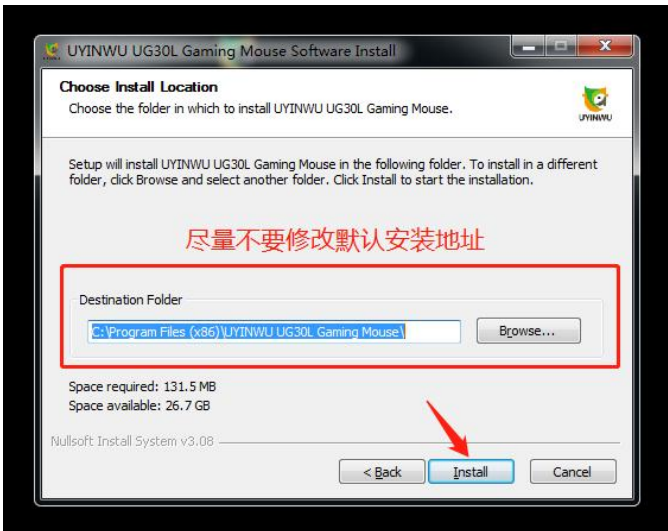 UYINWU UG30L Gaming Mouse Software Install
Choose Install Location
Choose the folder in which to install UYINWU UG30L Gaming Mouse.
UYINWU
Setup will install UYINWU UG30L Gaming Mouse in the following folder. To install in a different
folder, click Browse and select another folder. Click Install to start the installation.
尽量不要修改默认安装地址
Destination Folder
C:\Program Files (x86)\UYINWU UG30L Gaming Mouse\
Browse...
Space required: 131.5 MB
Space available: 26.7 GB
Nullsoft Install System v3.08
< Back
Install
Cancel